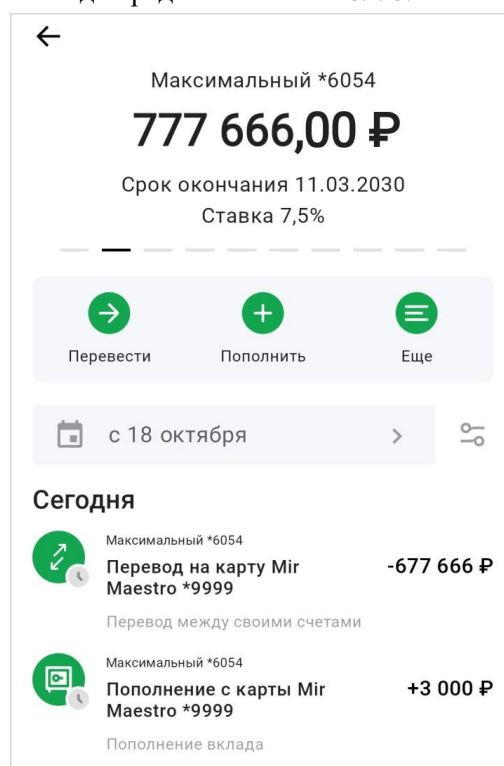 Максимальный *6054
777 666,00 ₽
Срок окончания 11.03.2030
Ставка 7,5%
Перевести Пополнить Еще
с 18 октября
Сегодня
Максимальный *6054
Перевод на карту Mir
Maestro *9999
-677 666 ₽
Перевод между своими счетами
Максимальный *6054
Пополнение с карты Mir
Maestro *9999
+3 000 ₽
Пополнение вклада